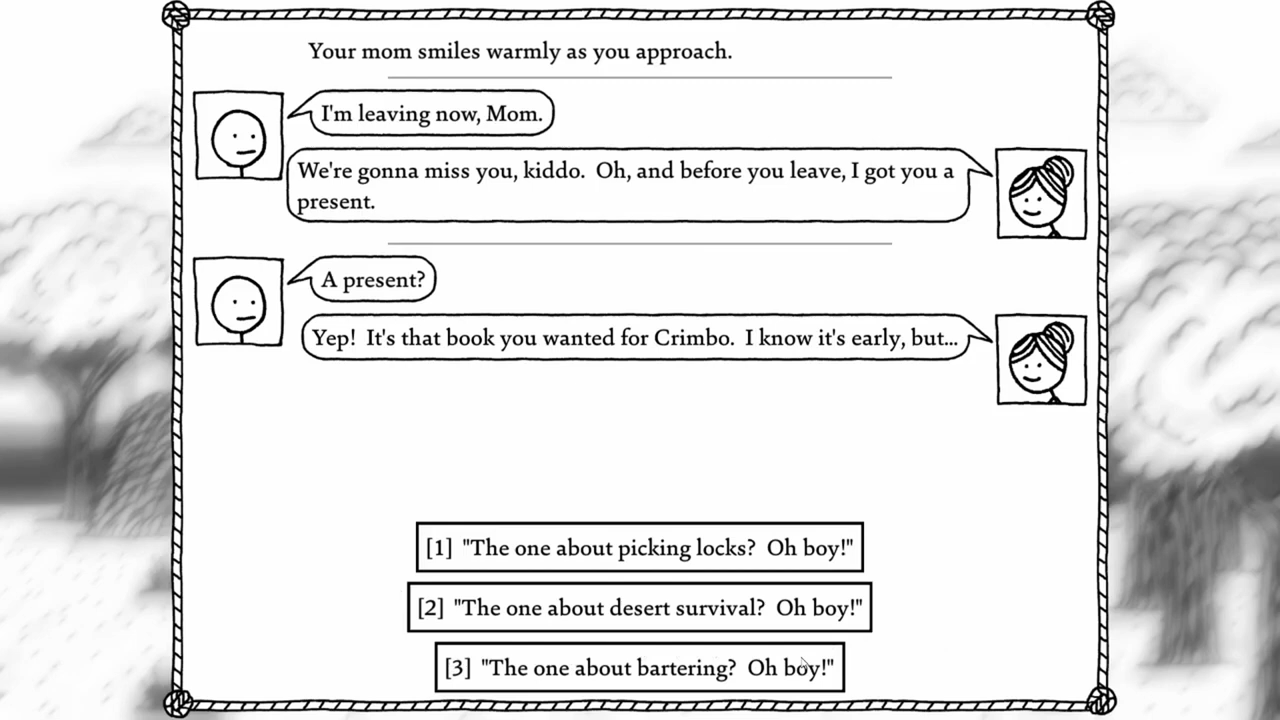 Your mom smiles warmly as you approach.
I'm leaving now, Mom.
We're gonna miss you, kiddo.  Oh, and before you leave, I got you a
present.
A present?
Yep!  It's that book you wanted for Crimbo.  I know it's early, but...
[1] "The one about picking locks?  Oh boy!"
[2] "The one about desert survival?  Oh boy!"
[3] "The one about bartering?  Oh boy!"